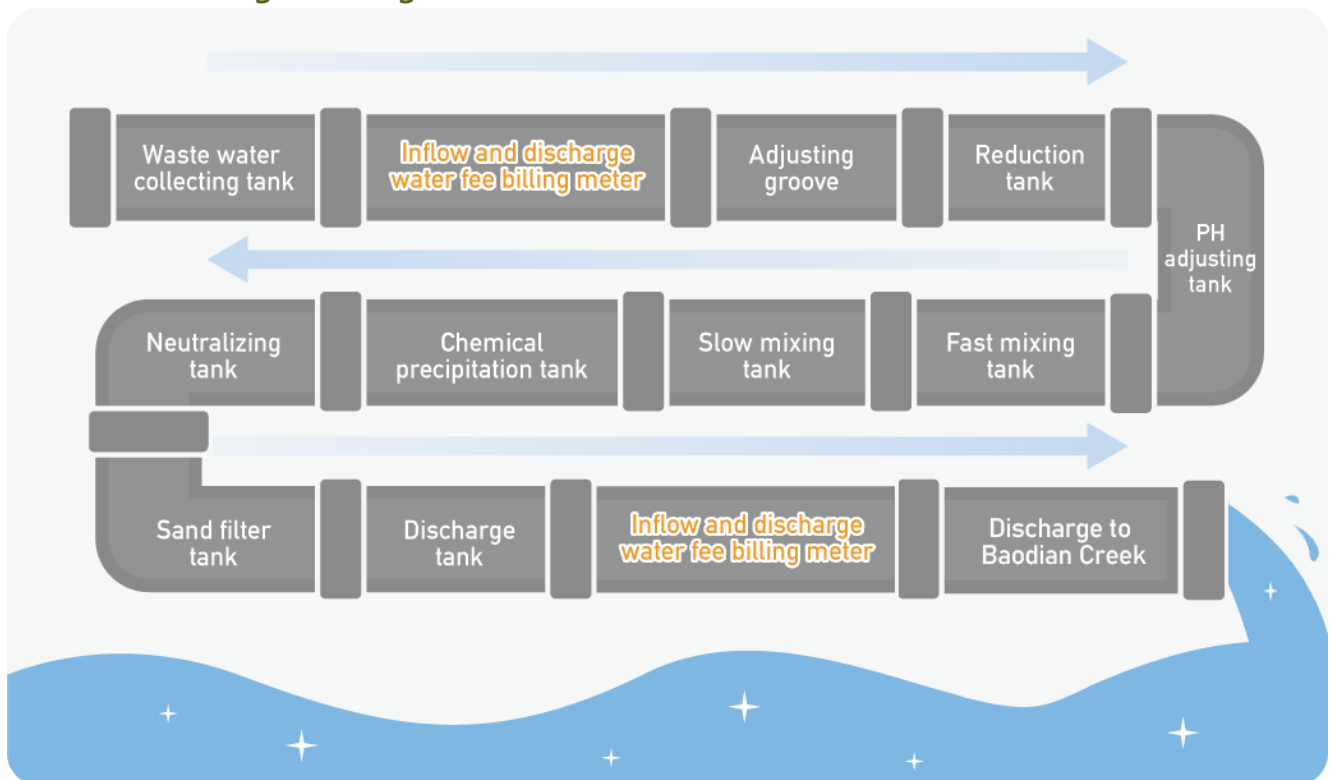 Waste water
collecting tank
Inflow and discharge
water fee billing meter
Adjusting
groove
Reduction
tank
PH
adjusting
tank
Fast mixing
tank
Slow mixing
tank
Chemical
precipitation tank
Neutralizing
tank
Sand filter
tank
Discharge
tank
Inflow and discharge
water fee billing meter
Discharge to
Baodian Creek